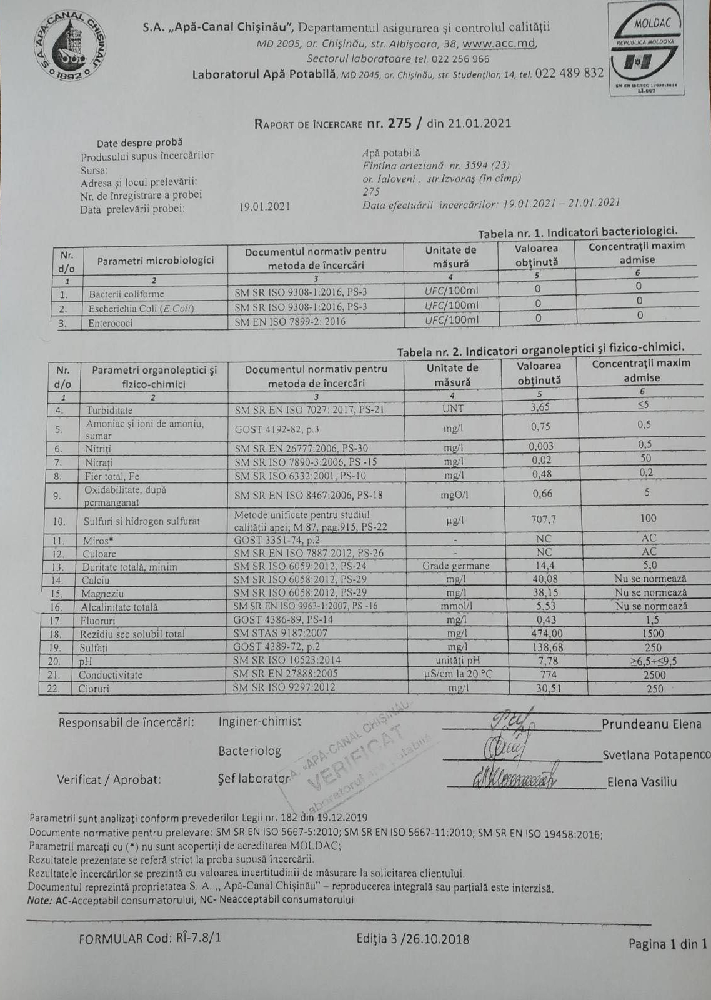 S.A. „APĂ-CANAL CHIȘINĂU”
1892
S.A. „Apă-Canal Chişinău”, Departamentul asigurarea şi controlul calităţii
MD 2005, or. Chişinău, str. Albişoara, 38, www.acc.md,
Sectorul laboratoare tel. 022 256 966
Laboratorul Apă Potabilă, MD 2045, or. Chişinău, str. Studenţilor, 14, tel. 022 489 832
MOLDAC
REPUBLICA MOLDOVA
LÎ-067
RAPORT DE ÎNCERCARE nr. 275 / din 21.01.2021
Date despre probă
Produsului supus încercărilor Apă potabilă
Sursa: Fîntîna arteziană nr. 3594 (23)
Adresa şi locul prelevării: or. Ialoveni , str.Izvoraş (în cîmp)
Nr. de înregistrare a probei 275
Data prelevării probei: 19.01.2021 Data efectuării încercărilor: 19.01.2021 – 21.01.2021
Tabela nr. 1. Indicatori bacteriologici.
Nr. d/o Parametri microbiologici Documentul normativ pentru metoda de încercări Unitate de măsură Valoarea obţinută Concentraţii maxim admise
1 2 3 4 5 6
1. Bacterii coliforme SM SR ISO 9308-1:2016, PS-3 UFC/100ml 0 0
2. Escherichia Coli (E.Coli) SM SR ISO 9308-1:2016, PS-3 UFC/100ml 0 0
3. Enterococi SM EN ISO 7899-2: 2016 UFC/100ml 0 0
Tabela nr. 2. Indicatori organoleptici şi fizico-chimici.
Nr. d/o Parametri organoleptici şi fizico-chimici Documentul normativ pentru metoda de încercări Unitate de măsură Valoarea obţinută Concentraţii maxim admise
1 2 3 4 5 6
4. Turbiditate SM SR EN ISO 7027: 2017, PS-21 UNT 3,65 ≤5
5. Amoniac şi ioni de amoniu, sumar GOST 4192-82, p.3 mg/l 0,75 0,5
6. Nitriţi SM SR EN 26777:2006, PS-30 mg/l 0,003 0,5
7. Nitraţi SM SR ISO 7890-3:2006, PS -15 mg/l 0,02 50
8. Fier total, Fe SM SR ISO 6332:2001, PS-10 mg/l 0,48 0,2
9. Oxidabilitate, după permanganat SM SR EN ISO 8467:2006, PS-18 mgO/l 0,66 5
10. Sulfuri si hidrogen sulfurat Metode unificate pentru studiul calităţii apei; M 87, pag.915, PS-22 µg/l 707,7 100
11. Miros* GOST 3351-74, p.2 - NC AC
12. Culoare SM SR EN ISO 7887:2012, PS-26 - NC AC
13. Duritate totală, minim SM SR ISO 6059:2012, PS-24 Grade germane 14,4 5,0
14. Calciu SM SR ISO 6058:2012, PS-29 mg/l 40,08 Nu se normează
15. Magneziu SM SR ISO 6058:2012, PS-29 mg/l 38,15 Nu se normează
16. Alcalinitate totală SM SR EN ISO 9963-1:2007, PS -16 mmol/l 5,53 Nu se normează
17. Fluoruri GOST 4386-89, PS-14 mg/l 0,43 1,5
18. Rezidiu sec solubil total SM STAS 9187:2007 mg/l 474,00 1500
19. Sulfaţi GOST 4389-72, p.2 mg/l 138,68 250
20. pH SM SR ISO 10523:2014 unităţi pH 7,78 ≥6,5÷≤9,5
21. Conductivitate SM SR EN 27888:2005 µS/cm la 20 °C 774 2500
22. Cloruri SM SR ISO 9297:2012 mg/l 30,51 250
Responsabil de încercări: Inginer-chimist Prundeanu Elena
Bacteriolog Svetlana Potapenco
Verificat / Aprobat: Şef laborator Elena Vasiliu
S.A. «APĂ-CANAL CHIŞINĂU»
VERIFICAT
Laboratorul apă potabilă
Parametrii sunt analizaţi conform prevederilor Legii nr. 182 din 19.12.2019
Documente normative pentru prelevare: SM SR EN ISO 5667-5:2010; SM SR EN ISO 5667-11:2010; SM SR EN ISO 19458:2016;
Parametrii marcaţi cu (*) nu sunt acopertiţi de acreditarea MOLDAC;
Rezultatele prezentate se referă strict la proba supusă încercării.
Rezultatele încercărilor se prezintă cu valoarea incertitudinii de măsurare la solicitarea clientului.
Documentul reprezintă proprietatea S. A. „ Apă-Canal Chişinău” – reproducerea integrală sau parţială este interzisă.
Note: AC-Acceptabil consumatorului, NC- Neacceptabil consumatorului
FORMULAR Cod: RÎ-7.8/1 Ediţia 3 /26.10.2018 Pagina 1 din 1